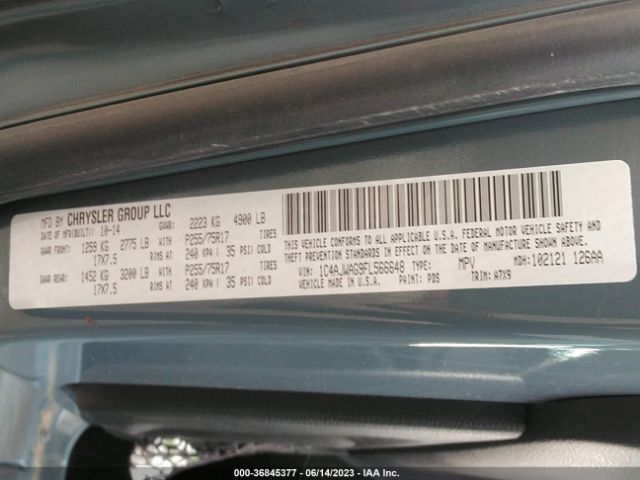 MFD BY CHRYSLER GROUP LLC
DATE OF MFR(BUILT): 10-14 GVWR: 2223 KG 4900 LB
GAWR FRONT: 1259 KG 2775 LB WITH P255/75R17 TIRES
17X7.5 RIMS AT 240 KPA ( 35 PSI) COLD
GAWR REAR: 1452 KG 3200 LB WITH P255/75R17 TIRES
17X7.5 RIMS AT 240 KPA ( 35 PSI) COLD
THIS VEHICLE CONFORMS TO ALL APPLICABLE U.S.A. FEDERAL MOTOR VEHICLE SAFETY AND
THEFT PREVENTION STANDARDS IN EFFECT ON THE DATE OF MANUFACTURE SHOWN ABOVE.
VIN: 1C4AJWAG9FL566648 TYPE: MPV MDH: 102121 126AA
VEHICLE MADE IN U.S.A. PAINT: PDS TRIM: A7X9
000-36845377 - 06/14/2023 - IAA Inc.